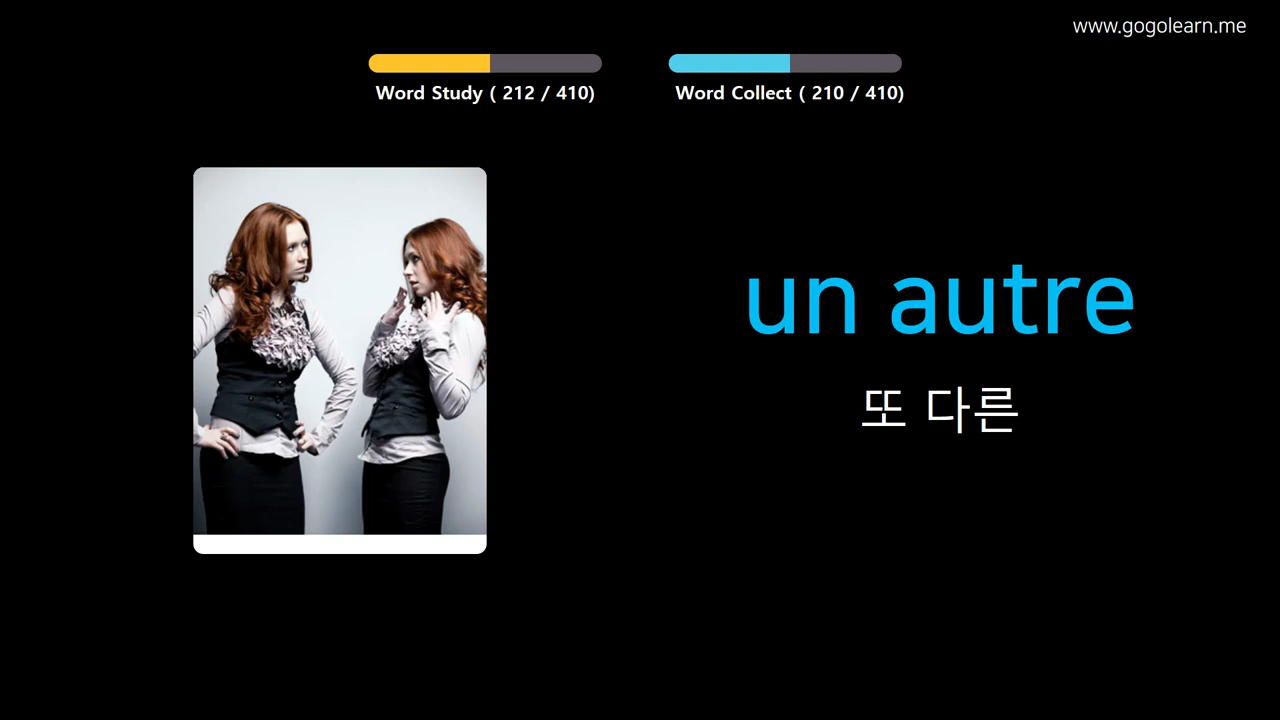 www.gogolearn.me
Word Study ( 212 / 410)
Word Collect ( 210 / 410)
un autre
또 다른